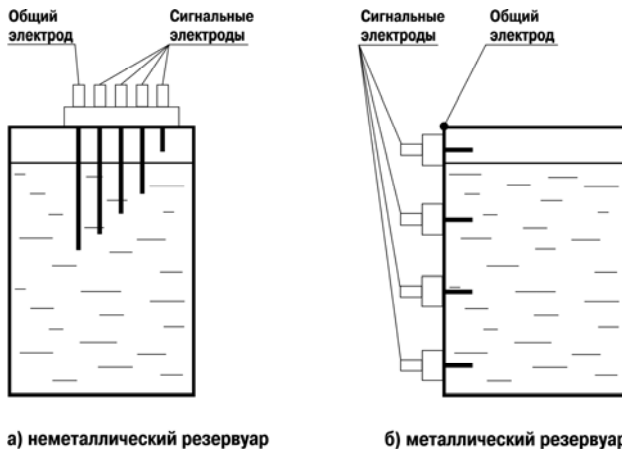 Общий
электрод
Сигнальные
электроды
Сигнальные
электроды
Общий
электрод
а) неметаллический резервуар
б) металлический резервуар